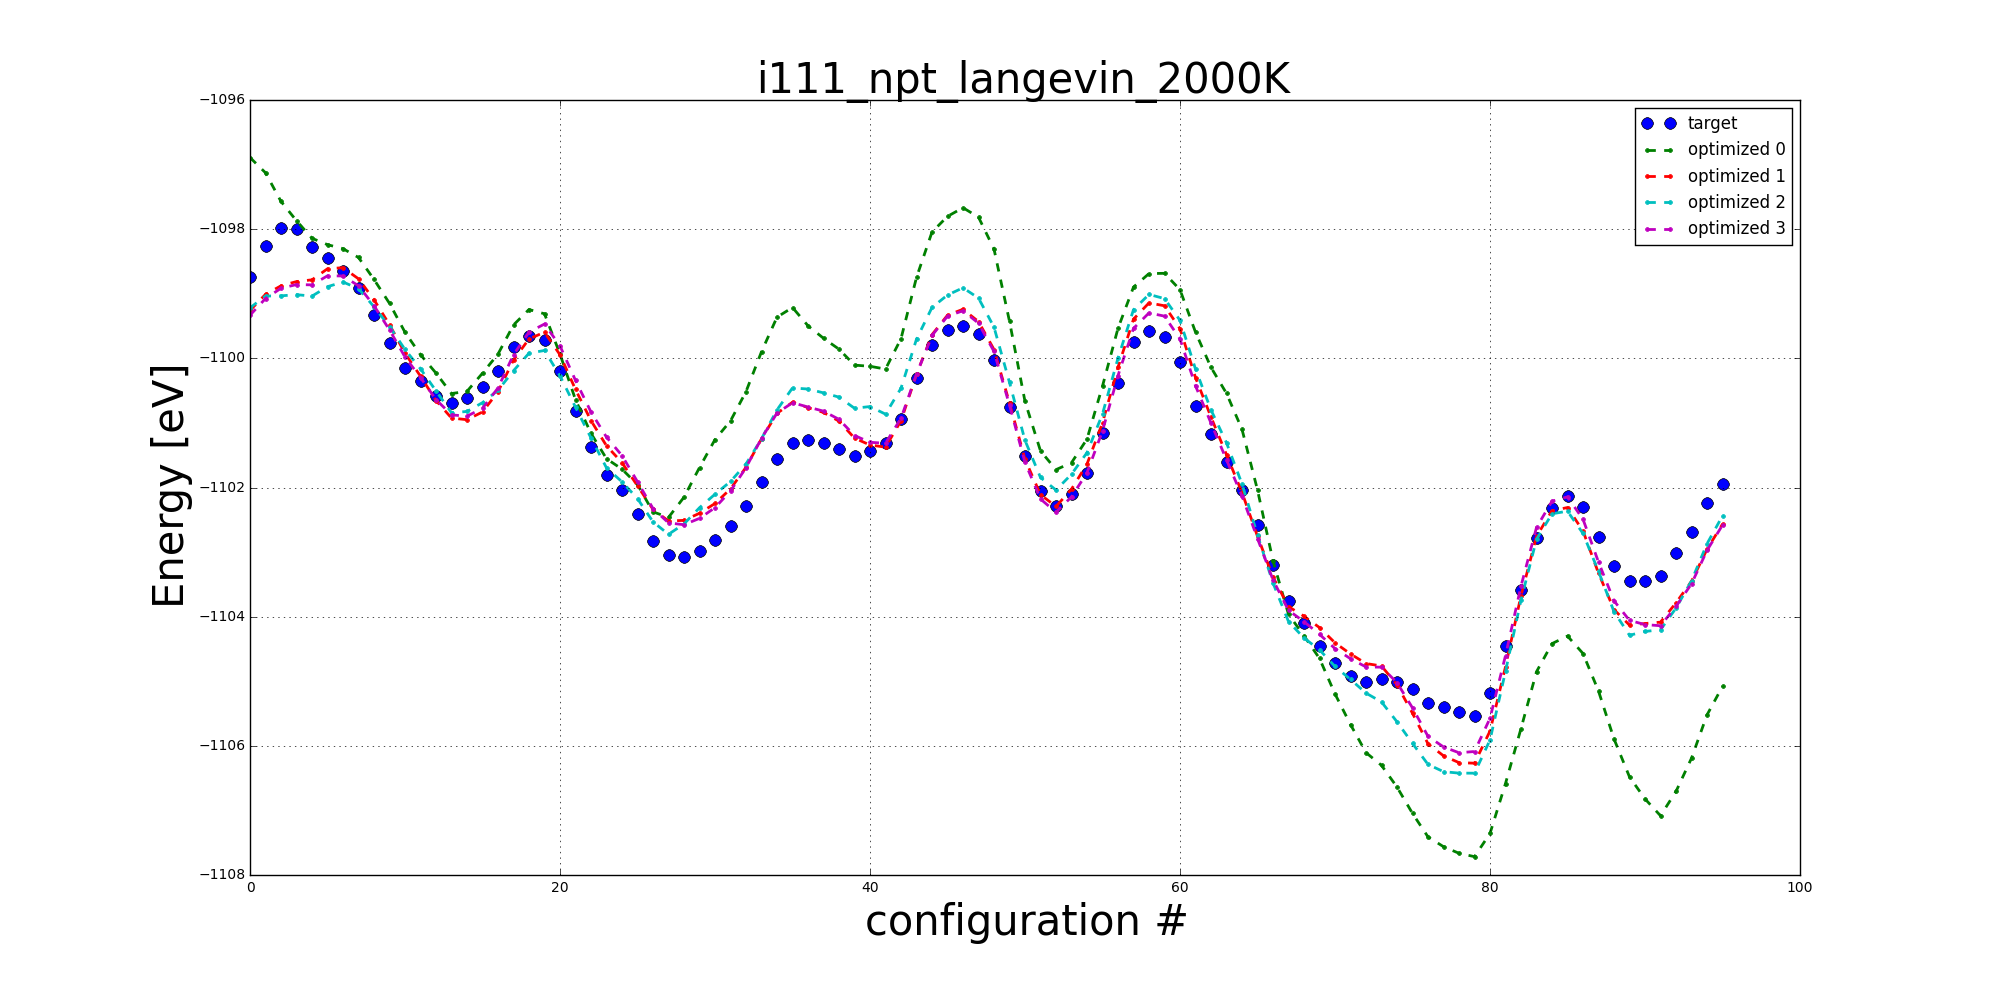 i111_npt_langevin_2000K
Energy [eV]
−1096
−1098
−1100
−1102
−1104
−1106
−1108
target
optimized 0
optimized 1
optimized 2
optimized 3
0 20 40 60 80 100
configuration #